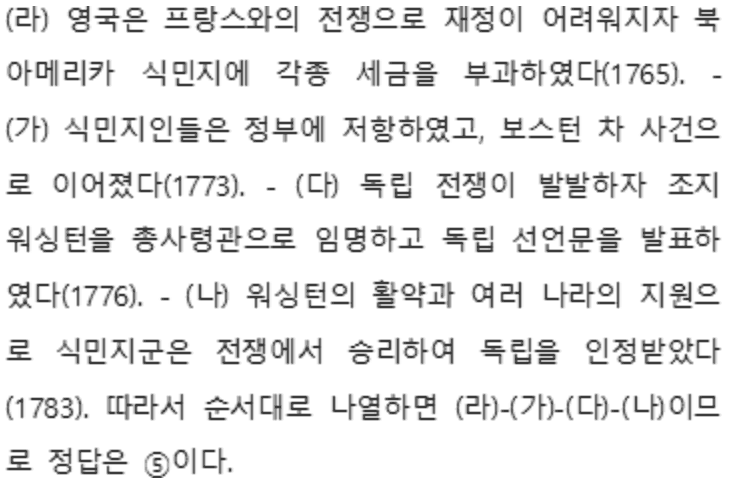 (라) 영국은 프랑스와의 전쟁으로 재정이 어려워지자 북
아메리카 식민지에 각종 세금을 부과하였다(1765). -
(가) 식민지인들은 정부에 저항하였고, 보스턴 차 사건으
로 이어졌다(1773). - (다) 독립 전쟁이 발발하자 조지
워싱턴을 총사령관으로 임명하고 독립 선언문을 발표하
였다(1776). - (나) 워싱턴의 활약과 여러 나라의 지원으
로 식민지군은 전쟁에서 승리하여 독립을 인정받았다
(1783). 따라서 순서대로 나열하면 (라)-(가)-(다)-(나)이므
로 정답은 ⑤이다.